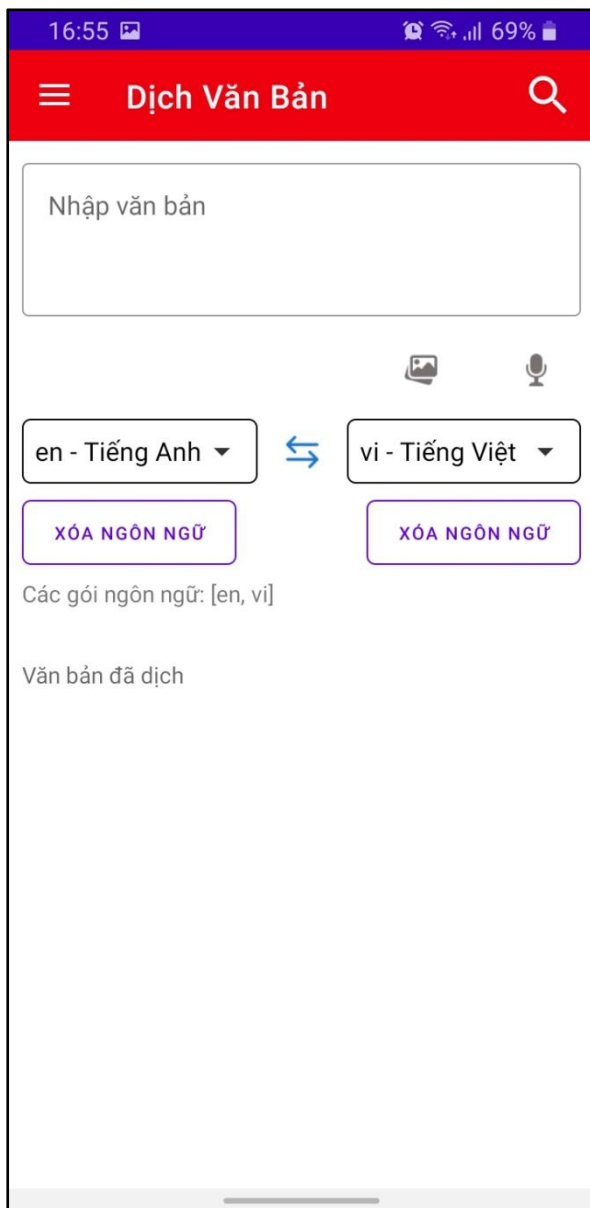 16:55 69%
Dịch Văn Bản
Nhập văn bản
en - Tiếng Anh vi - Tiếng Việt
XÓA NGÔN NGỮ XÓA NGÔN NGỮ
Các gói ngôn ngữ: [en, vi]
Văn bản đã dịch